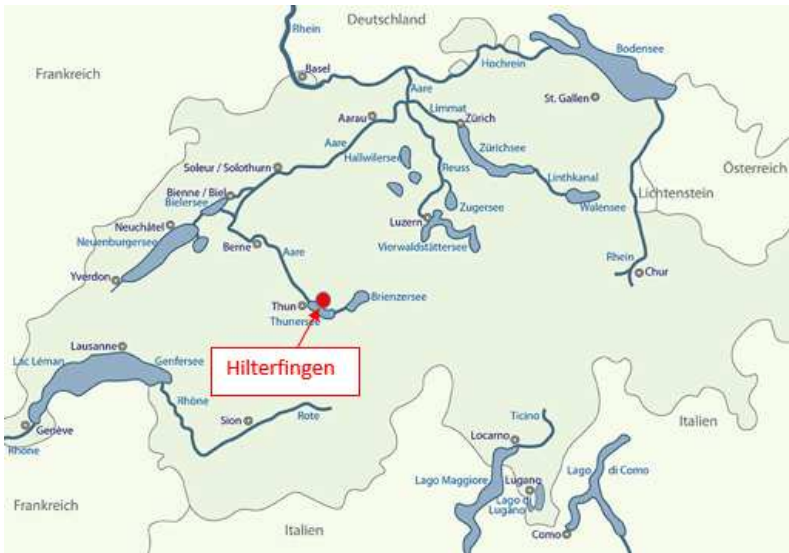 Deutschland
Rhein
Bodensee
Frankreich
Basel
Hochrein
Aare
St. Gallen
Limmat
Aarau
Zürich
Aare
Hallwilersee
Zürichsee
Soleur / Solothurn
Reuss
Österreich
Linthkanal
Bienne / Biel
Lichtenstein
Bielersee
Zugersee
Walensee
Neuchâtel
Luzern
Neuenburgersee
Berne
Vierwaldstättersee
Aare
Rhein
Yverdon
Chur
Brienzersee
Thun
Thunersee
Lausanne
Lac Léman
Genfersee
Hilterfingen
Rhône
Rote
Sion
Ticino
Italien
Genève
Locarno
Rhône
Lago Maggiore
Lugano
Lago di Como
Lago di
Lugano
Frankreich
Italien
Como